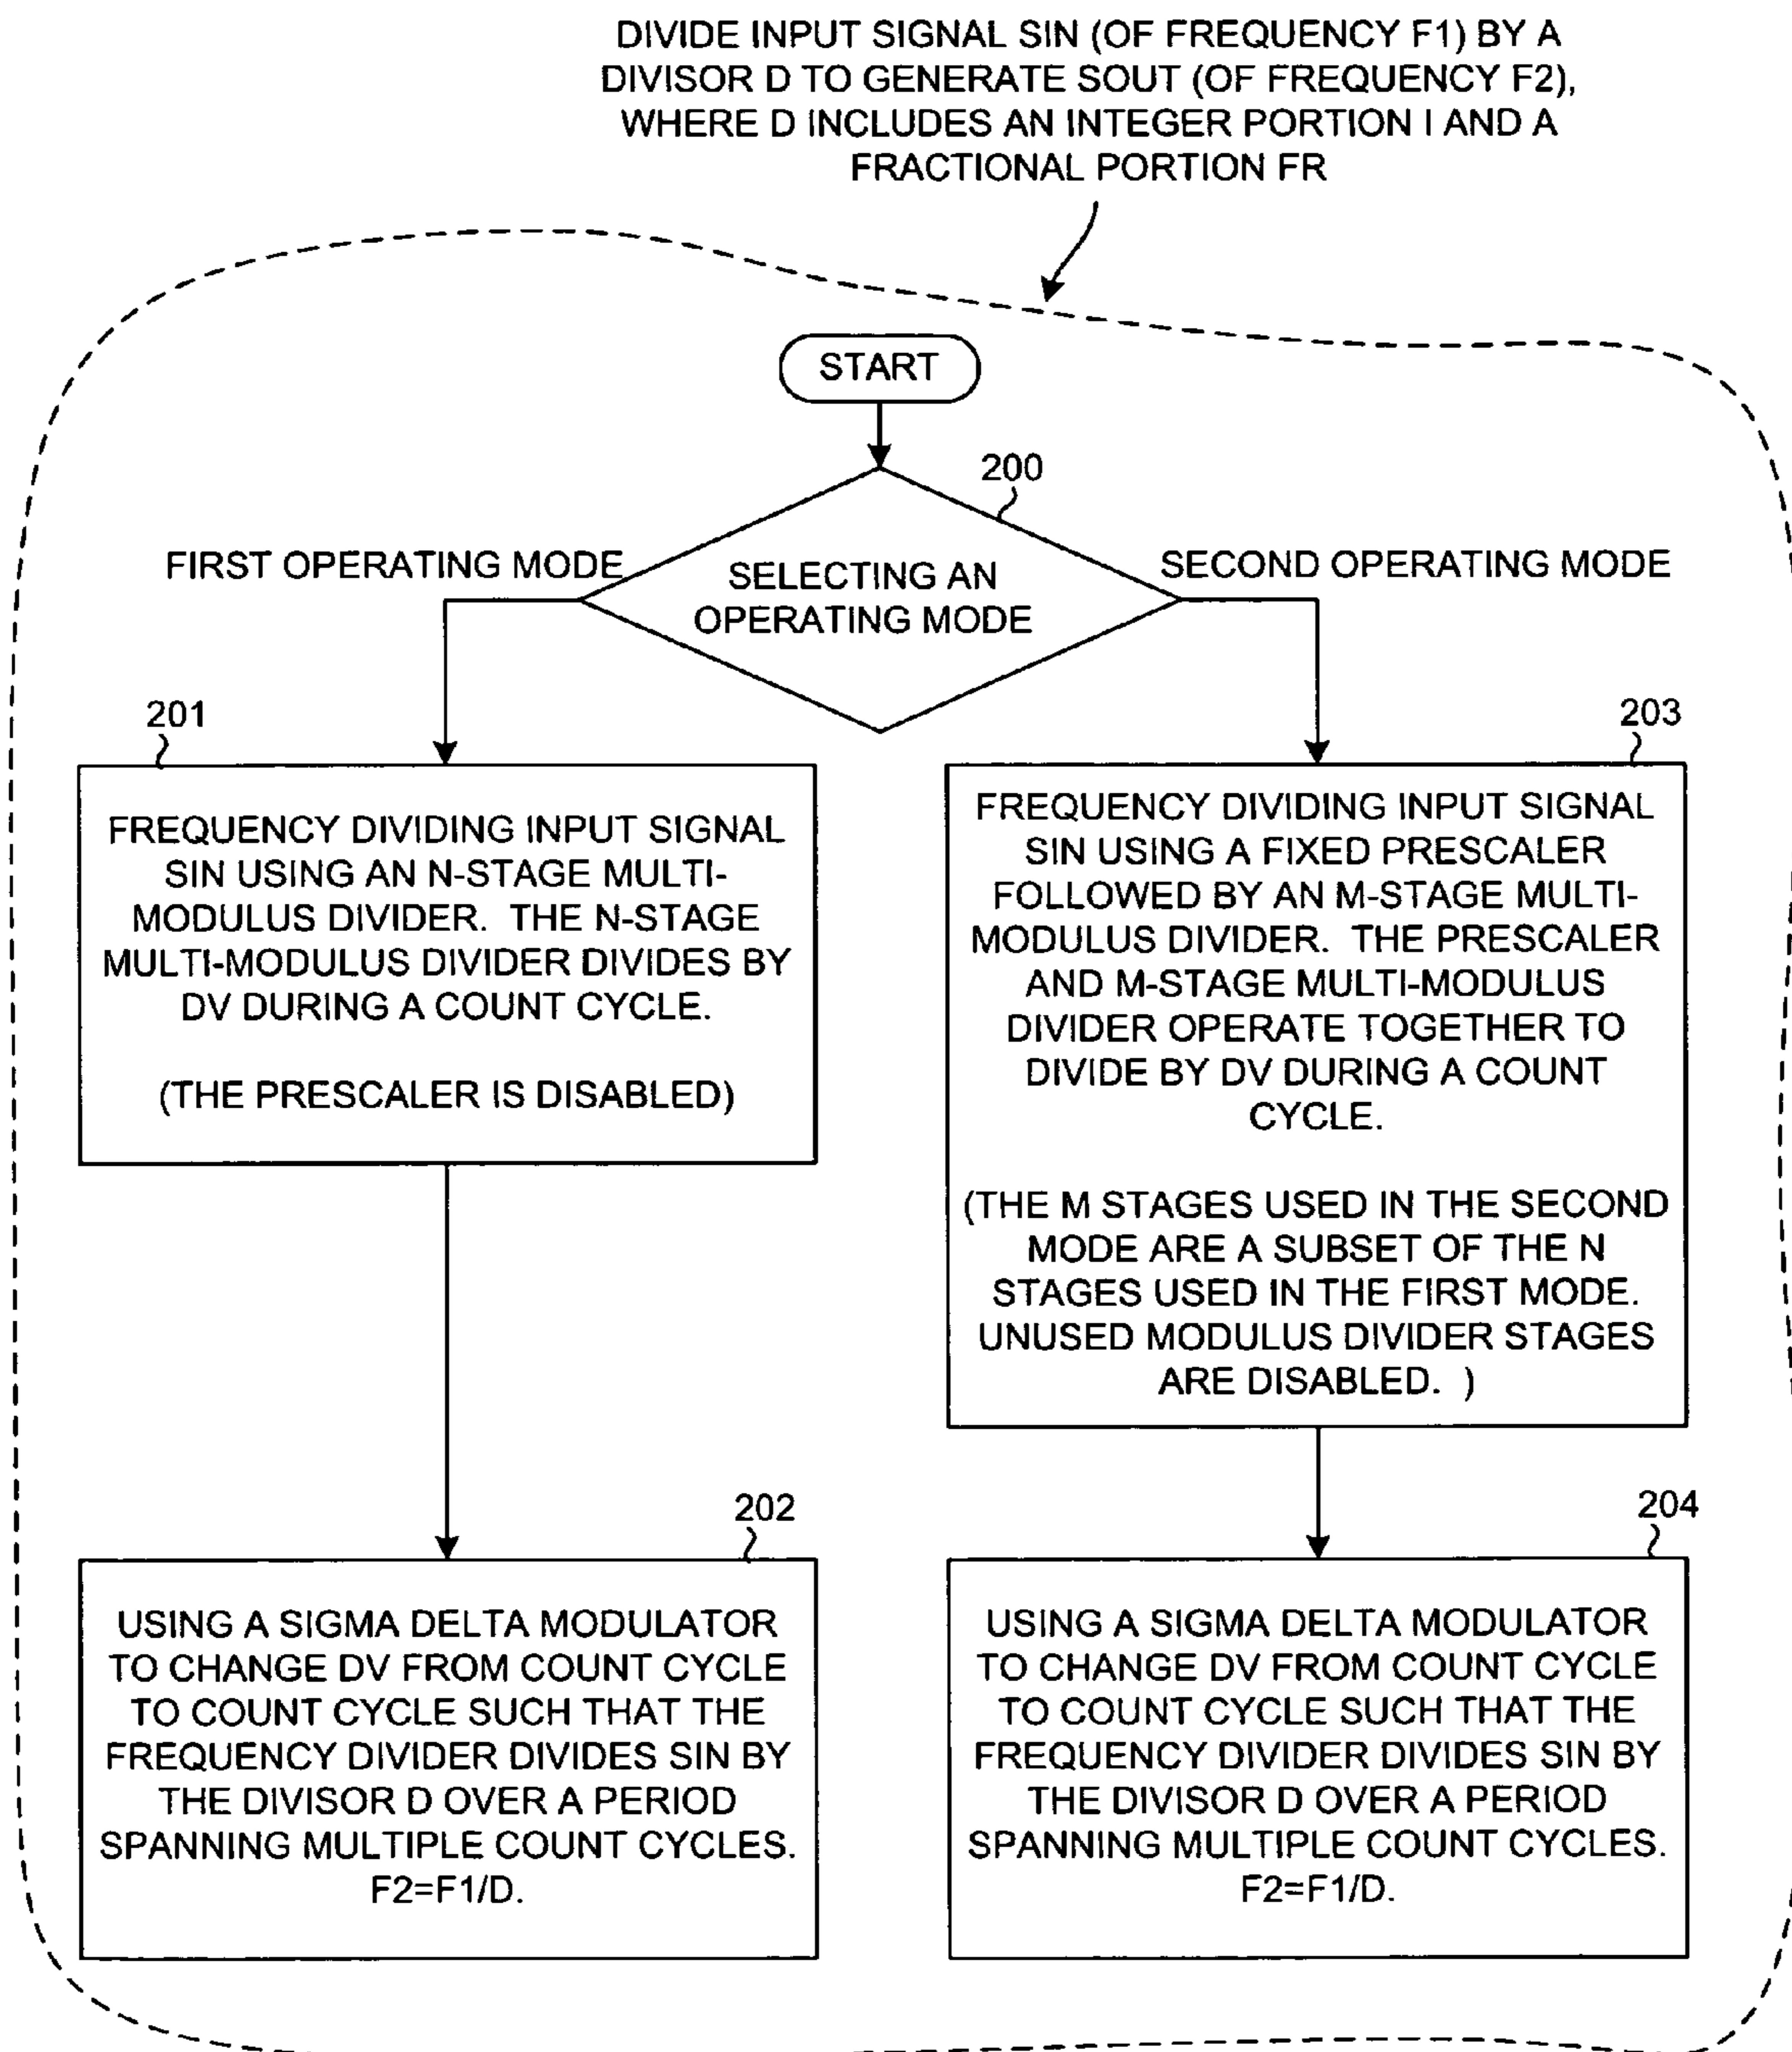 DIVIDE INPUT SIGNAL SIN (OF FREQUENCY F1) BY A
DIVISOR D TO GENERATE SOUT (OF FREQUENCY F2),
WHERE D INCLUDES AN INTEGER PORTION I AND A
FRACTIONAL PORTION FR
START
200
FIRST OPERATING MODE
SELECTING AN
OPERATING MODE
SECOND OPERATING MODE
201
FREQUENCY DIVIDING INPUT SIGNAL
SIN USING AN N-STAGE MULTI-
MODULUS DIVIDER. THE N-STAGE
MULTI-MODULUS DIVIDER DIVIDES BY
DV DURING A COUNT CYCLE.
(THE PRESCALER IS DISABLED)
203
FREQUENCY DIVIDING INPUT SIGNAL
SIN USING A FIXED PRESCALER
FOLLOWED BY AN M-STAGE MULTI-
MODULUS DIVIDER. THE PRESCALER
AND M-STAGE MULTI-MODULUS
DIVIDER OPERATE TOGETHER TO
DIVIDE BY DV DURING A COUNT
CYCLE.
(THE M STAGES USED IN THE SECOND
MODE ARE A SUBSET OF THE N
STAGES USED IN THE FIRST MODE.
UNUSED MODULUS DIVIDER STAGES
ARE DISABLED. )
202
USING A SIGMA DELTA MODULATOR
TO CHANGE DV FROM COUNT CYCLE
TO COUNT CYCLE SUCH THAT THE
FREQUENCY DIVIDER DIVIDES SIN BY
THE DIVISOR D OVER A PERIOD
SPANNING MULTIPLE COUNT CYCLES.
F2=F1/D.
204
USING A SIGMA DELTA MODULATOR
TO CHANGE DV FROM COUNT CYCLE
TO COUNT CYCLE SUCH THAT THE
FREQUENCY DIVIDER DIVIDES SIN BY
THE DIVISOR D OVER A PERIOD
SPANNING MULTIPLE COUNT CYCLES.
F2=F1/D.